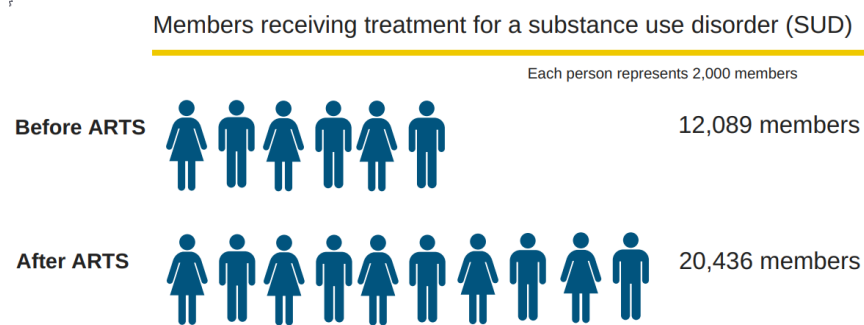 Members receiving treatment for a substance use disorder (SUD)
Each person represents 2,000 members
Before ARTS
12,089 members
After ARTS
20,436 members